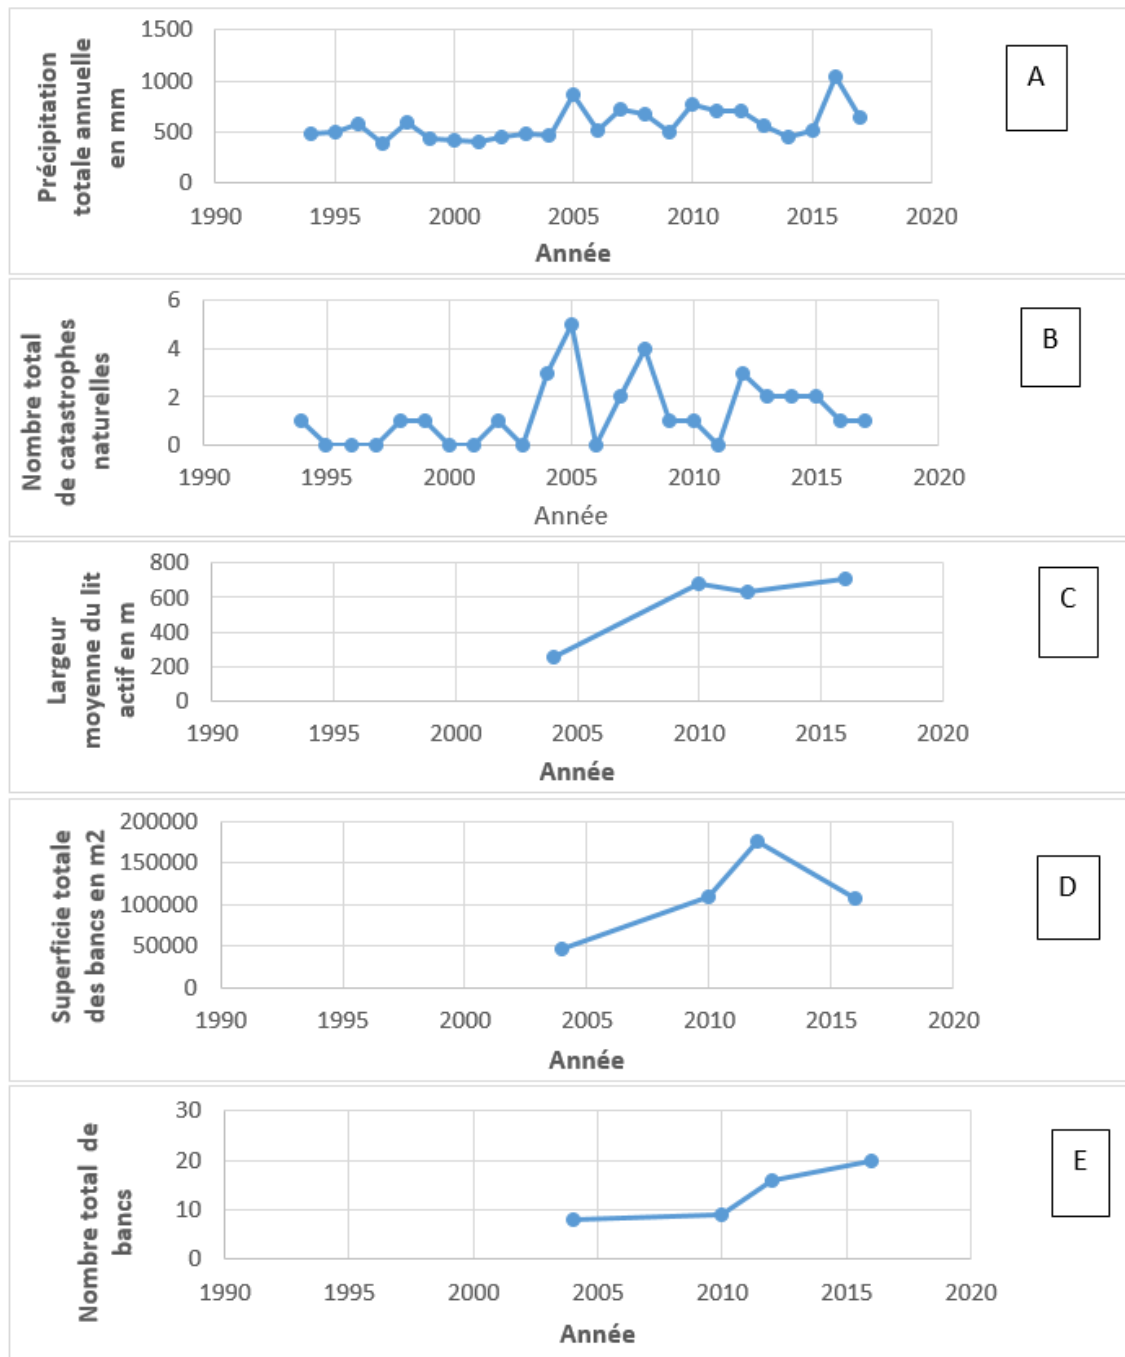 Précipitation
totale annuelle
en mm
1500
1000
500
0
1990 1995 2000 2005 2010 2015 2020
Année
A
Nombre total
de catastrophes
naturelles
6
4
2
0
1990 1995 2000 2005 2010 2015 2020
Année
B
Largeur
moyenne du lit
actif en m
800
600
400
200
0
1990 1995 2000 2005 2010 2015 2020
Année
C
Superficie totale
des bancs en m2
200000
150000
100000
50000
0
1990 1995 2000 2005 2010 2015 2020
Année
D
Nombre total de
bancs
30
20
10
0
1990 1995 2000 2005 2010 2015 2020
Année
E